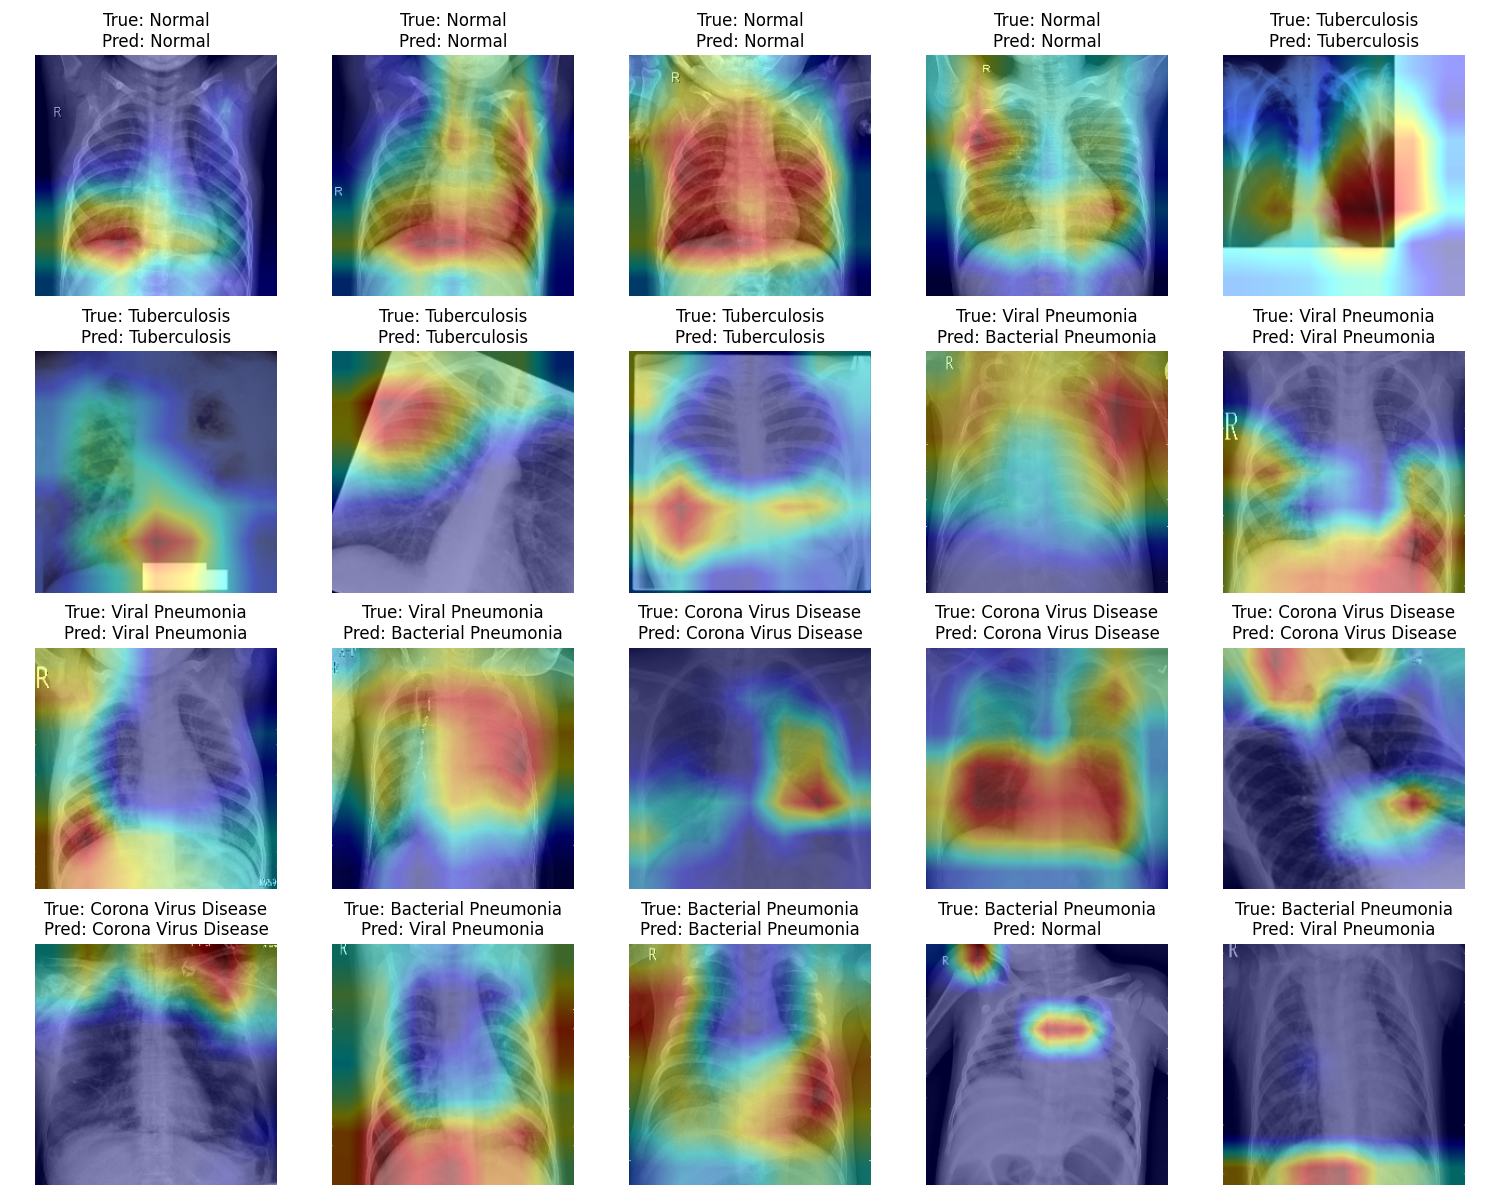 True: Normal
Pred: Normal
True: Normal
Pred: Normal
True: Normal
Pred: Normal
True: Normal
Pred: Normal
True: Tuberculosis
Pred: Tuberculosis
R
R
R
R
True: Tuberculosis
Pred: Tuberculosis
True: Tuberculosis
Pred: Tuberculosis
True: Tuberculosis
Pred: Tuberculosis
True: Viral Pneumonia
Pred: Bacterial Pneumonia
True: Viral Pneumonia
Pred: Viral Pneumonia
R
R
True: Viral Pneumonia
Pred: Viral Pneumonia
True: Viral Pneumonia
Pred: Bacterial Pneumonia
True: Corona Virus Disease
Pred: Corona Virus Disease
True: Corona Virus Disease
Pred: Corona Virus Disease
True: Corona Virus Disease
Pred: Corona Virus Disease
R
True: Corona Virus Disease
Pred: Corona Virus Disease
True: Bacterial Pneumonia
Pred: Viral Pneumonia
True: Bacterial Pneumonia
Pred: Bacterial Pneumonia
True: Bacterial Pneumonia
Pred: Normal
True: Bacterial Pneumonia
Pred: Viral Pneumonia
R
R
R
R